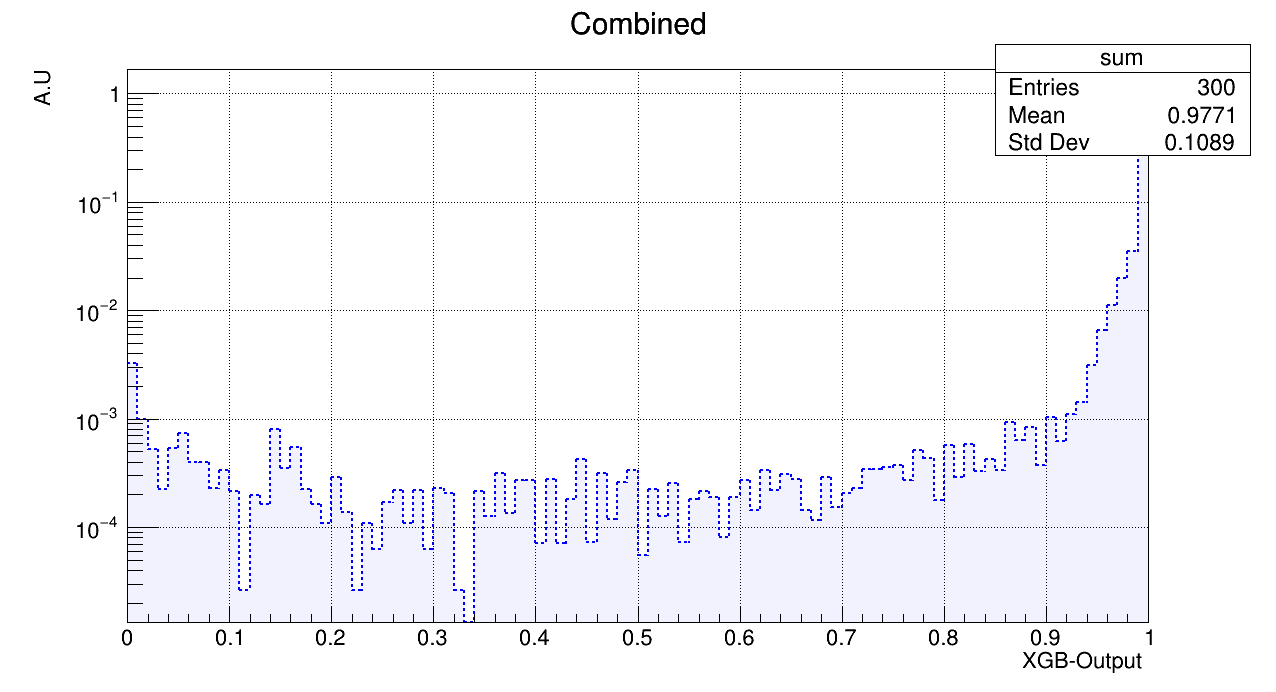 Combined
A.U
sum
Entries 300
Mean 0.9771
Std Dev 0.1089
1
10−1
10−2
10−3
10−4
0 0.1 0.2 0.3 0.4 0.5 0.6 0.7 0.8 0.9 1
XGB-Output